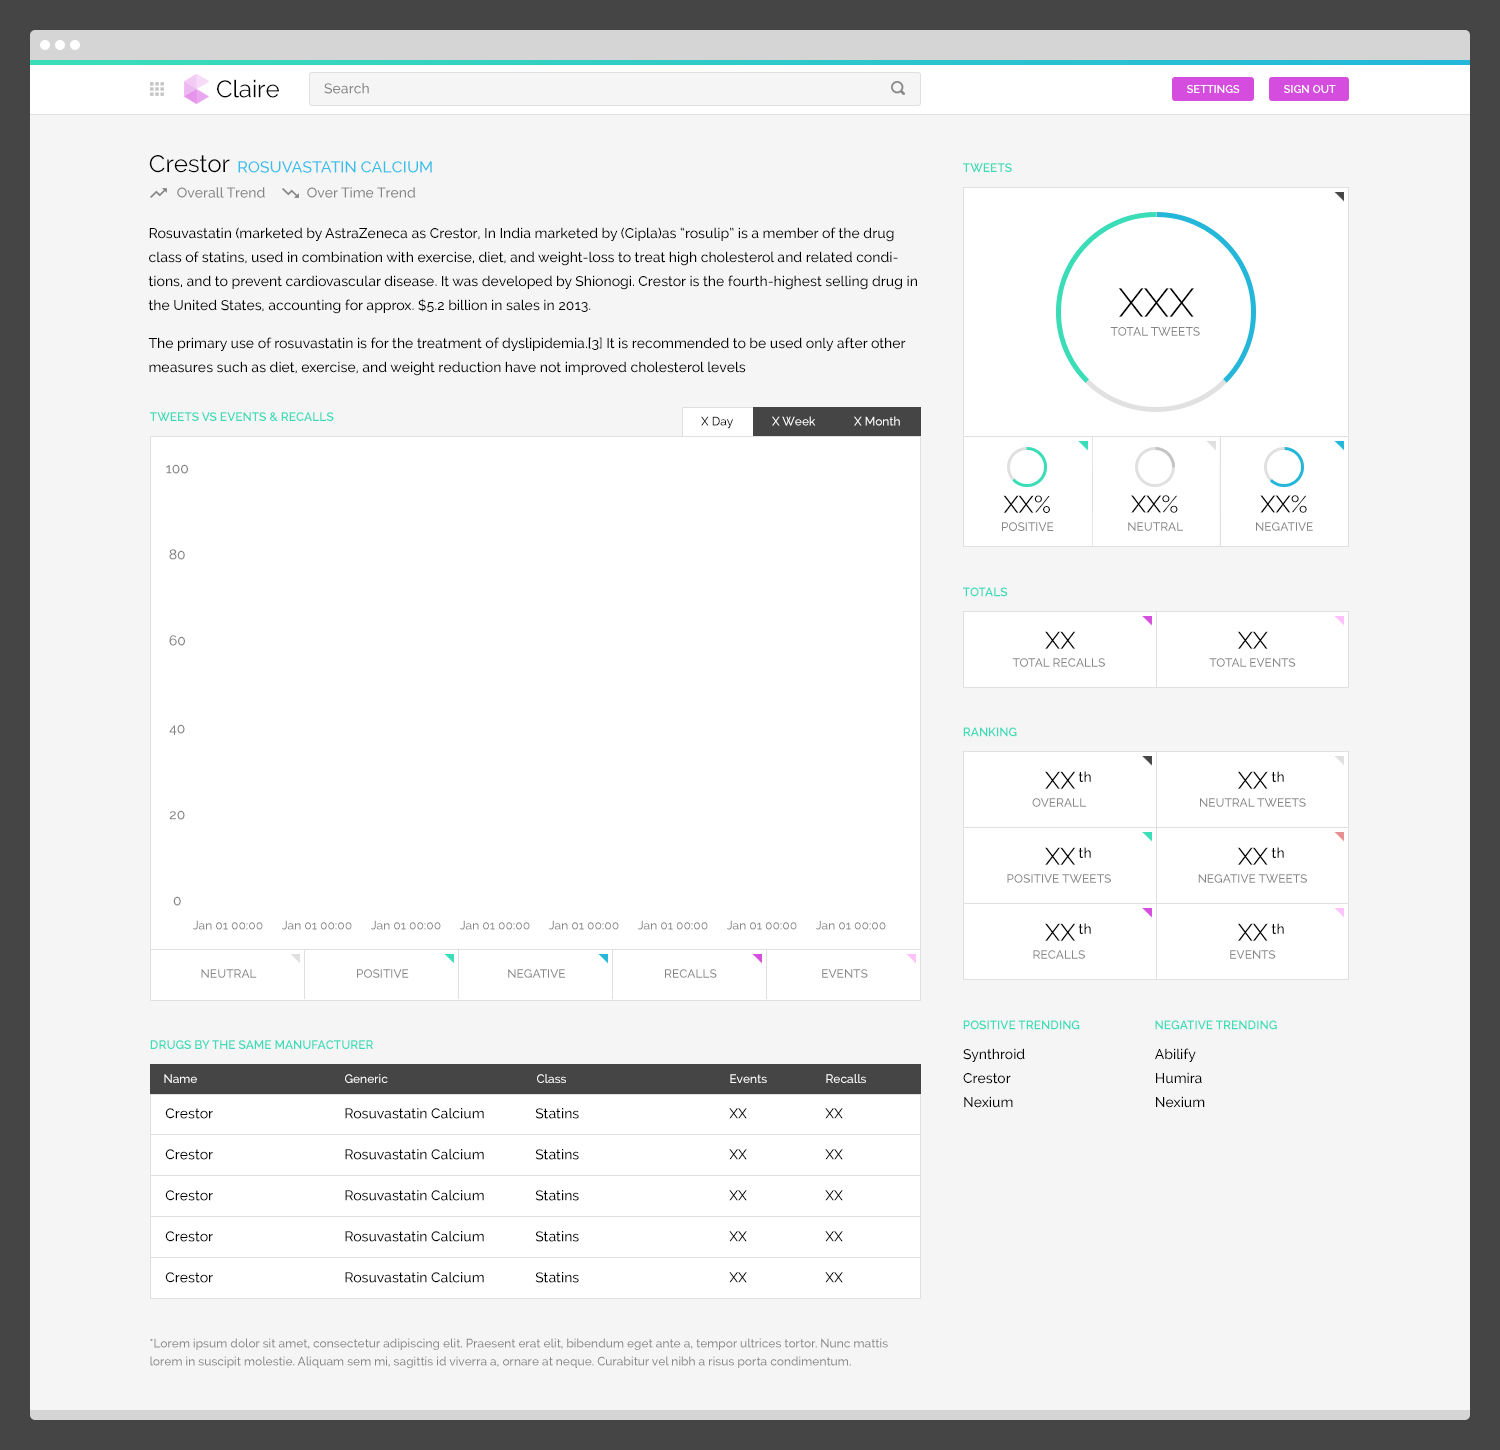 Claire
Search
SETTINGS
SIGN OUT
Crestor ROSUVASTATIN CALCIUM
Overall Trend Over Time Trend
Rosuvastatin (marketed by AstraZeneca as Crestor, In India marketed by (Cipla)as “rosulip” is a member of the drug
class of statins, used in combination with exercise, diet, and weight-loss to treat high cholesterol and related condi-
tions, and to prevent cardiovascular disease. It was developed by Shionogi. Crestor is the fourth-highest selling drug in
the United States, accounting for approx. $5.2 billion in sales in 2013.
The primary use of rosuvastatin is for the treatment of dyslipidemia.[3] It is recommended to be used only after other
measures such as diet, exercise, and weight reduction have not improved cholesterol levels
TWEETS VS EVENTS & RECALLS
X Day X Week X Month
100
80
60
40
20
0
Jan 01 00:00 Jan 01 00:00 Jan 01 00:00 Jan 01 00:00 Jan 01 00:00 Jan 01 00:00 Jan 01 00:00 Jan 01 00:00
NEUTRAL POSITIVE NEGATIVE RECALLS EVENTS
DRUGS BY THE SAME MANUFACTURER
Name Generic Class Events Recalls
Crestor Rosuvastatin Calcium Statins XX XX
Crestor Rosuvastatin Calcium Statins XX XX
Crestor Rosuvastatin Calcium Statins XX XX
Crestor Rosuvastatin Calcium Statins XX XX
Crestor Rosuvastatin Calcium Statins XX XX
*Lorem ipsum dolor sit amet, consectetur adipiscing elit. Praesent erat elit, bibendum eget ante a, tempor ultrices tortor. Nunc mattis
lorem in suscipit molestie. Aliquam sem mi, sagittis id viverra a, ornare at neque. Curabitur vel nibh a risus porta condimentum.
TWEETS
XXX
TOTAL TWEETS
XX% XX% XX%
POSITIVE NEUTRAL NEGATIVE
TOTALS
XX XX
TOTAL RECALLS TOTAL EVENTS
RANKING
XX th XX th
OVERALL NEUTRAL TWEETS
XX th XX th
POSITIVE TWEETS NEGATIVE TWEETS
XX th XX th
RECALLS EVENTS
POSITIVE TRENDING NEGATIVE TRENDING
Synthroid Abilify
Crestor Humira
Nexium Nexium